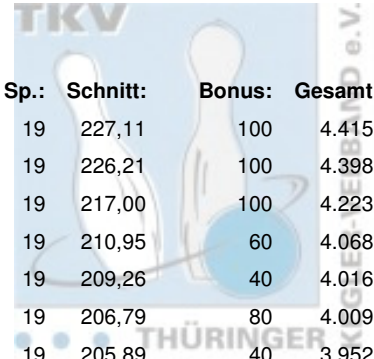 TKV
Sp.: Schnitt: Bonus: Gesamt
19 227,11 100 4.415
19 226,21 100 4.398
19 217,00 100 4.223
19 210,95 60 4.068
19 209,26 40 4.016
19 206,79 80 4.009
19 205,89 40 3.952
THÜRINGER
KEGLER-VERBAND e.V.